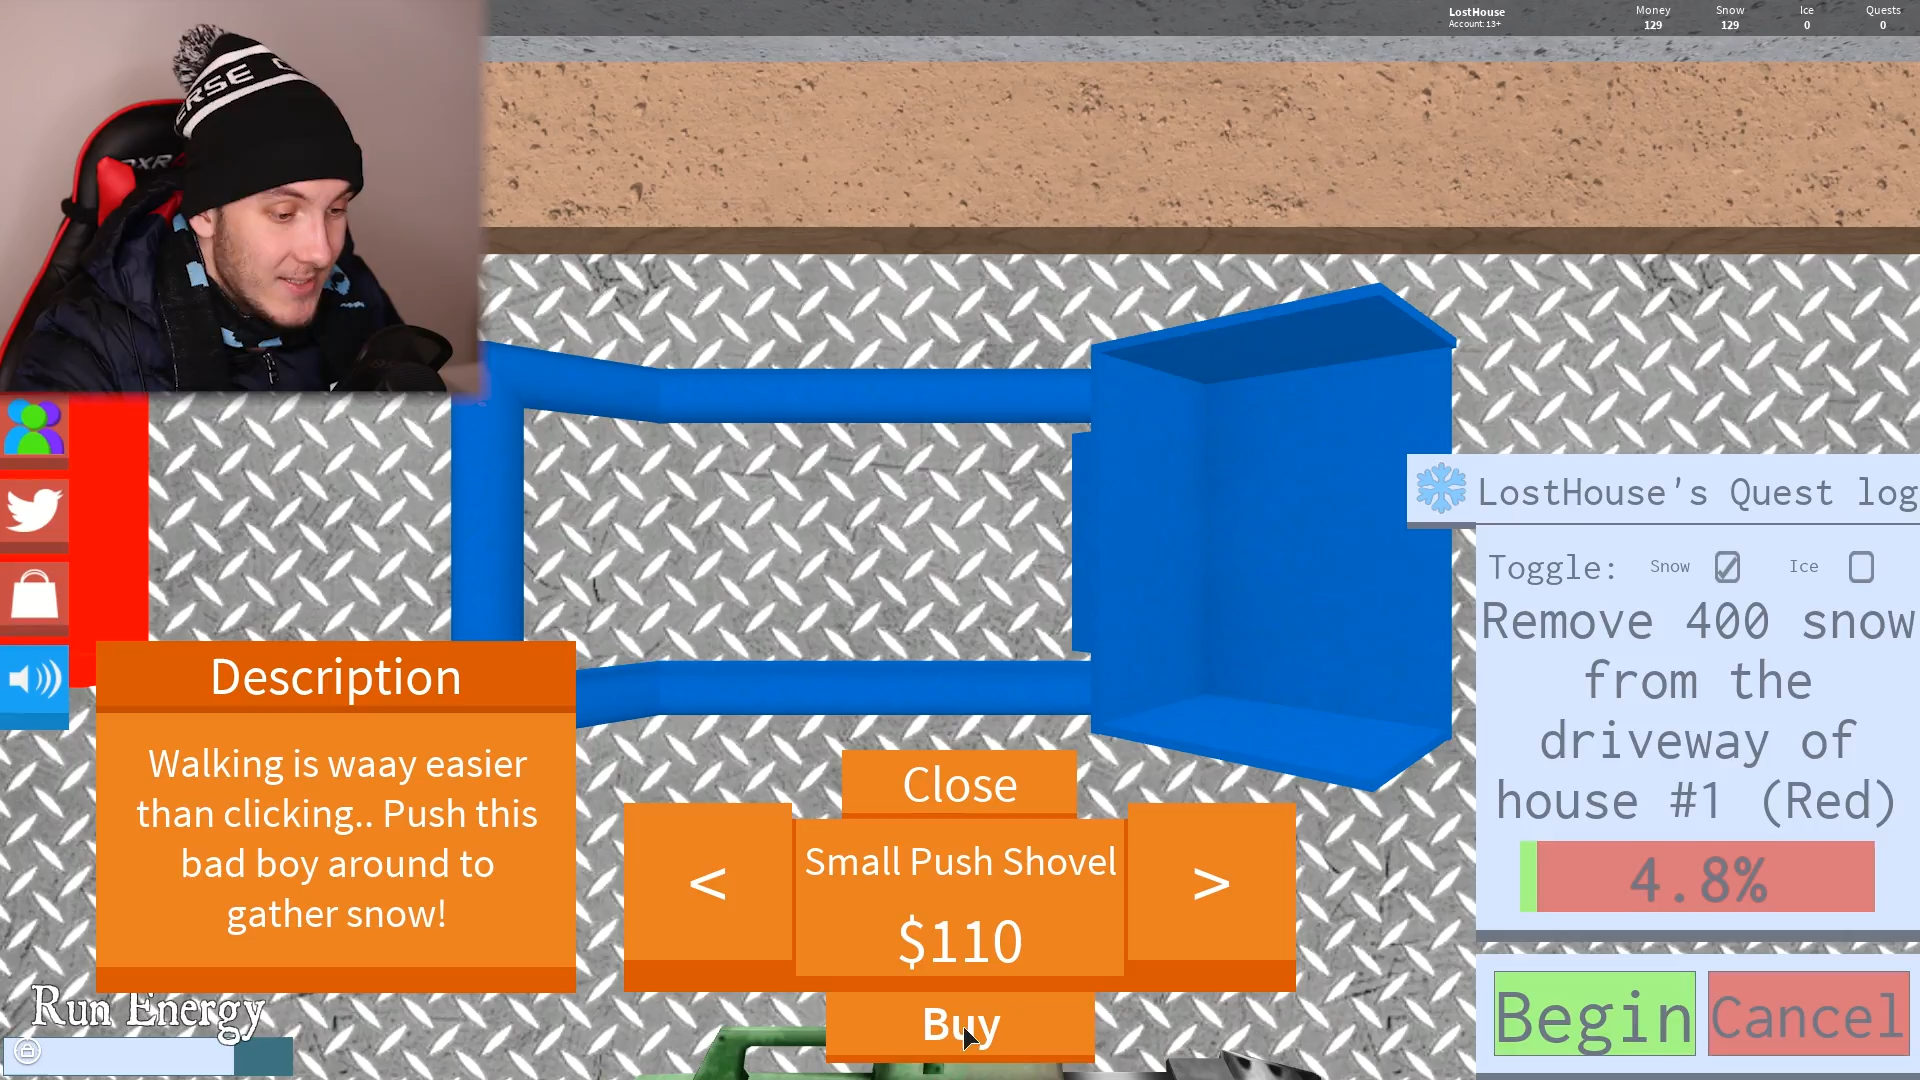 LostHouse
Account: 13+
Money
129
Snow
129
Ice
0
Quests
0
ERSE
DXR
LostHouse's Quest log
Toggle: Snow Ice
Remove 400 snow
from the
driveway of
house #1 (Red)
4.8%
Begin
Cancel
Description
Walking is waay easier
than clicking.. Push this
bad boy around to
gather snow!
Close
<
Small Push Shovel
$110
>
Buy
Run Energy